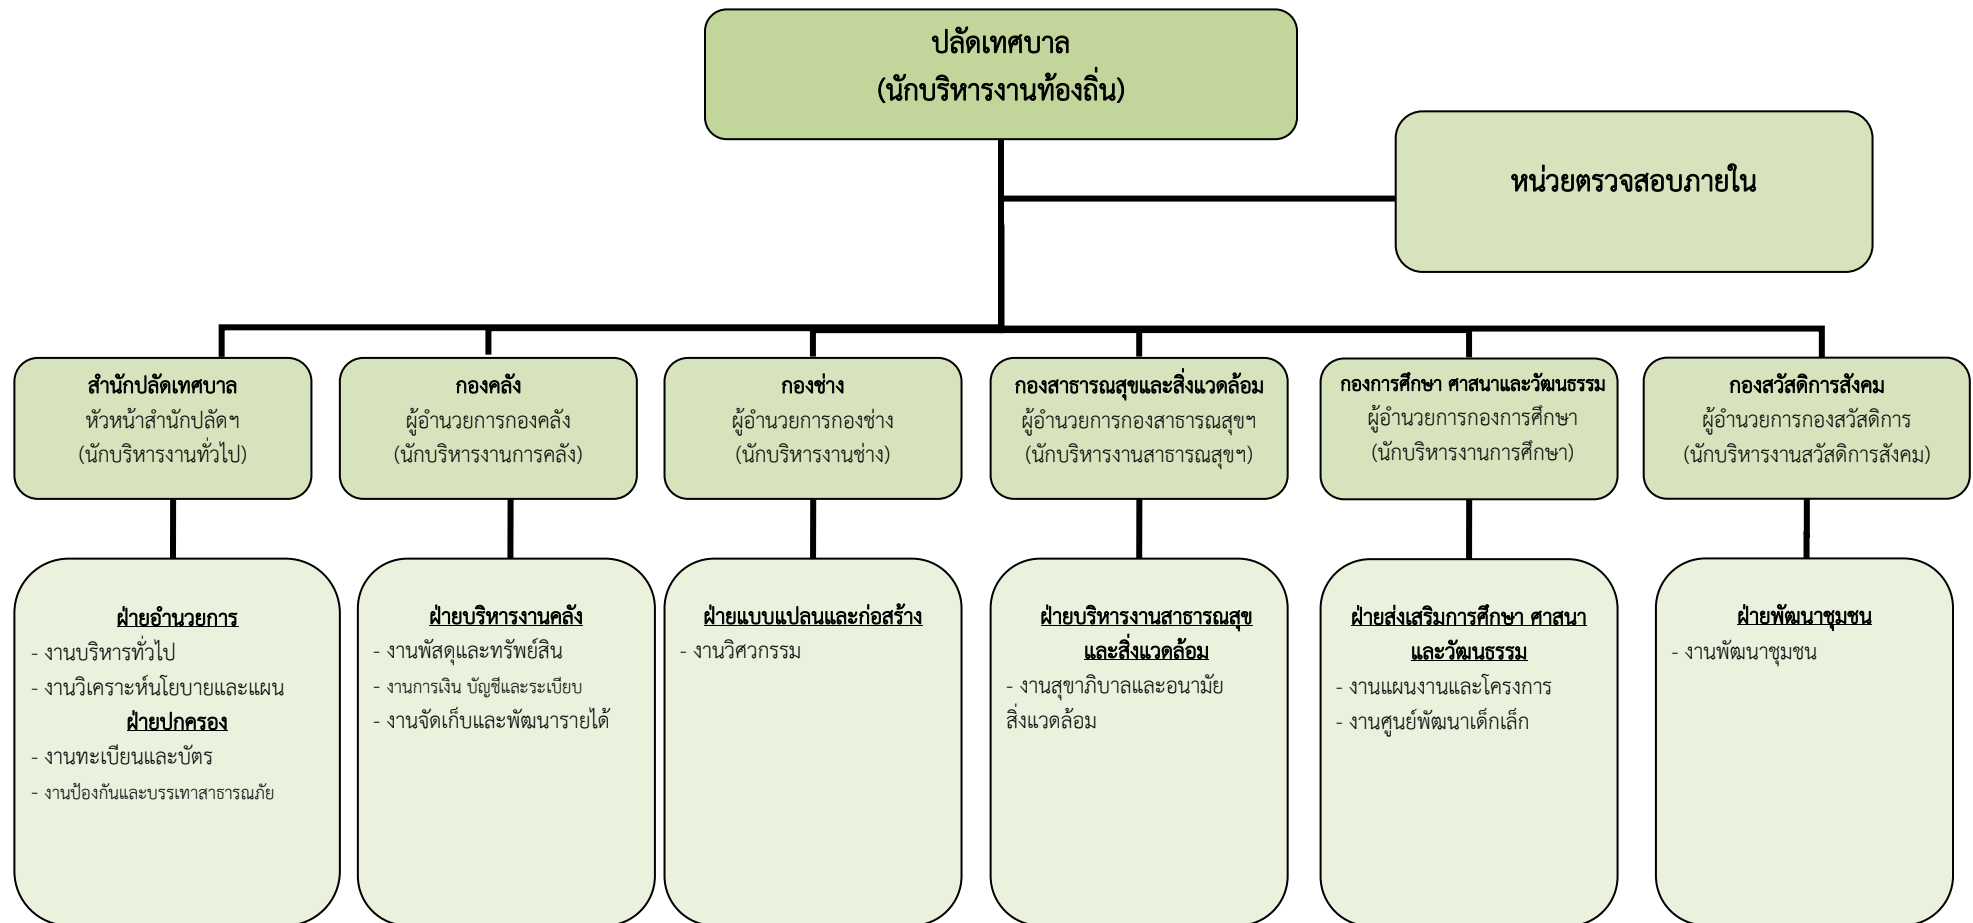 ปลัดเทศบาล
(นักบริหารงานท้องถิ่น)
หน่วยตรวจสอบภายใน
สำนักปลัดเทศบาล
หัวหน้าสำนักปลัดฯ
(นักบริหารงานทั่วไป)
กองคลัง
ผู้อำนวยการกองคลัง
(นักบริหารงานการคลัง)
กองช่าง
ผู้อำนวยการกองช่าง
(นักบริหารงานช่าง)
กองสาธารณสุขและสิ่งแวดล้อม
ผู้อำนวยการกองสาธารณสุขฯ
(นักบริหารงานสาธารณสุขฯ)
กองการศึกษา ศาสนาและวัฒนธรรม
ผู้อำนวยการกองการศึกษา
(นักบริหารงานการศึกษา)
กองสวัสดิการสังคม
ผู้อำนวยการกองสวัสดิการ
(นักบริหารงานสวัสดิการสังคม)
ฝ่ายอำนวยการ
- งานบริหารทั่วไป
- งานวิเคราะห์นโยบายและแผน
ฝ่ายปกครอง
- งานทะเบียนและบัตร
- งานป้องกันและบรรเทาสาธารณภัย
ฝ่ายบริหารงานคลัง
- งานพัสดุและทรัพย์สิน
- งานการเงิน บัญชีและระเบียบ
- งานจัดเก็บและพัฒนารายได้
ฝ่ายแบบแปลนและก่อสร้าง
- งานวิศวกรรม
ฝ่ายบริหารงานสาธารณสุข
และสิ่งแวดล้อม
- งานสุขาภิบาลและอนามัย
สิ่งแวดล้อม
ฝ่ายส่งเสริมการศึกษา ศาสนา
และวัฒนธรรม
- งานแผนงานและโครงการ
- งานศูนย์พัฒนาเด็กเล็ก
ฝ่ายพัฒนาชุมชน
- งานพัฒนาชุมชน